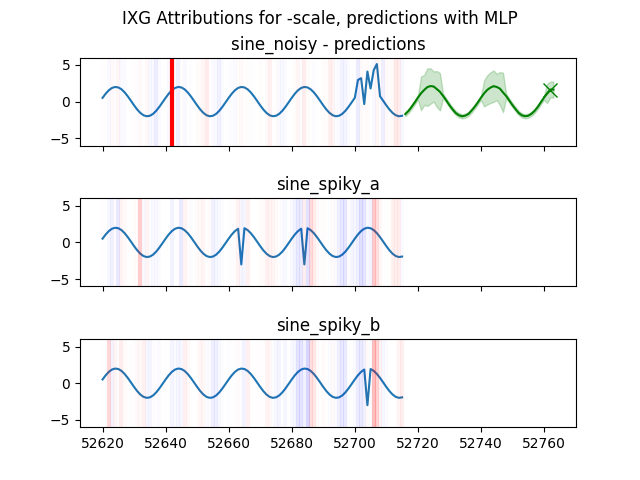 IXG Attributions for -scale, predictions with MLP
sine_noisy - predictions
5
0
−5
sine_spiky_a
5
0
−5
sine_spiky_b
5
0
−5
52620 52640 52660 52680 52700 52720 52740 52760